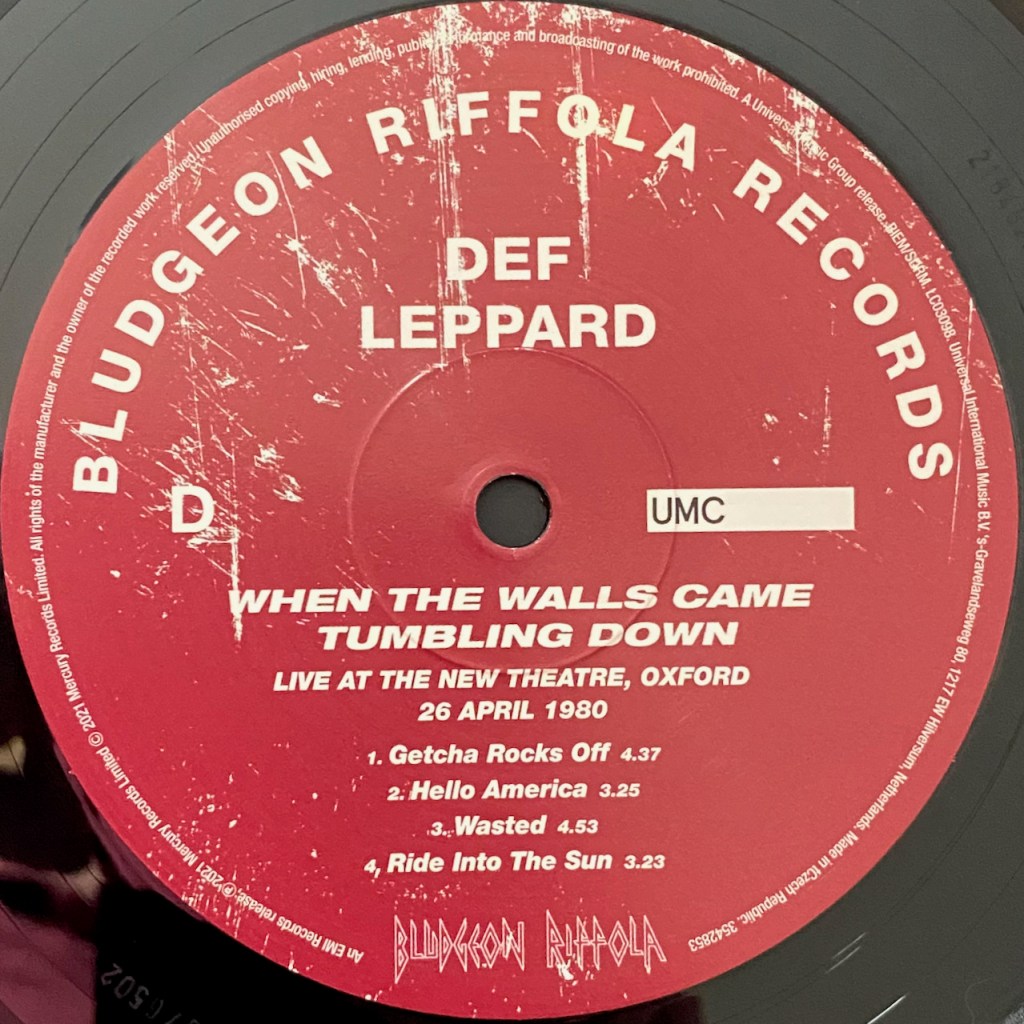 An EMI Records release, ℗ 2021 Mercury Records Limited © 2021 Mercury Records Limited. All rights of the manufacturer and the owner of the recorded work reserved. Unauthorised copying, hiring, lending, public performance and broadcasting of the work prohibited. A Universal Music Group release. BIEM/SDRM. LC03098. Universal International Music B.V. 's-Gravelandseweg 80, 1217 EW Hilversum, Netherlands. Made in (Czech Republic. 3542853
BLUDGEON RIFFOLA RECORDS
DEF
LEPPARD
D
UMC
WHEN THE WALLS CAME
TUMBLING DOWN
LIVE AT THE NEW THEATRE, OXFORD
26 APRIL 1980
1. Getcha Rocks Off 4.37
2. Hello America 3.25
3. Wasted 4.53
4, Ride Into The Sun 3.23
BLUDGEON RIFFOLA